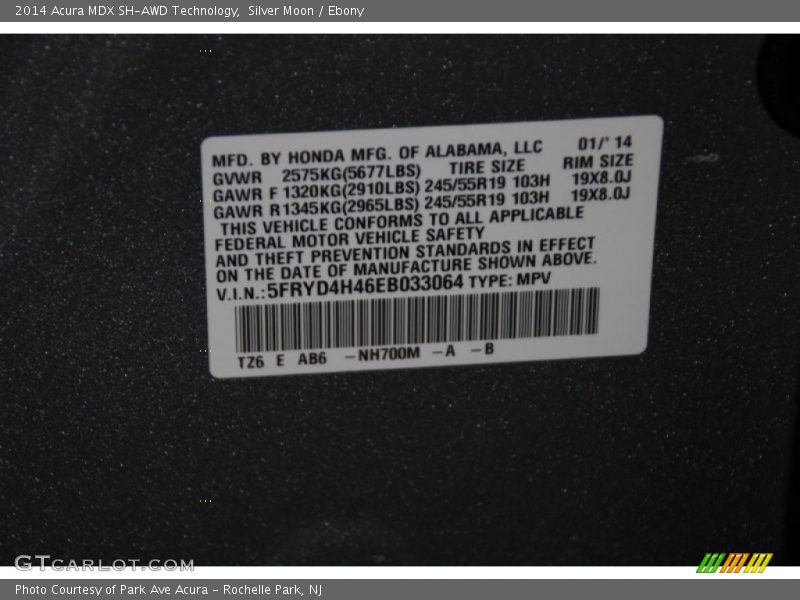 2014 Acura MDX SH-AWD Technology,  Silver Moon / Ebony
MFD. BY HONDA MFG. OF ALABAMA, LLC 01/' 14
GVWR 2575KG(5677LBS) TIRE SIZE RIM SIZE
GAWR F 1320KG(2910LBS) 245/55R19 103H 19X8.0J
GAWR R1345KG(2965LBS) 245/55R19 103H 19X8.0J
THIS VEHICLE CONFORMS TO ALL APPLICABLE
FEDERAL MOTOR VEHICLE SAFETY
AND THEFT PREVENTION STANDARDS IN EFFECT
ON THE DATE OF MANUFACTURE SHOWN ABOVE.
V.I.N.:5FRYD4H46EB033064 TYPE: MPV
TZ6 E AB6 -NH700M -A -B
GTCARLOT.COM
Photo Courtesy of Park Ave Acura - Rochelle Park, NJ